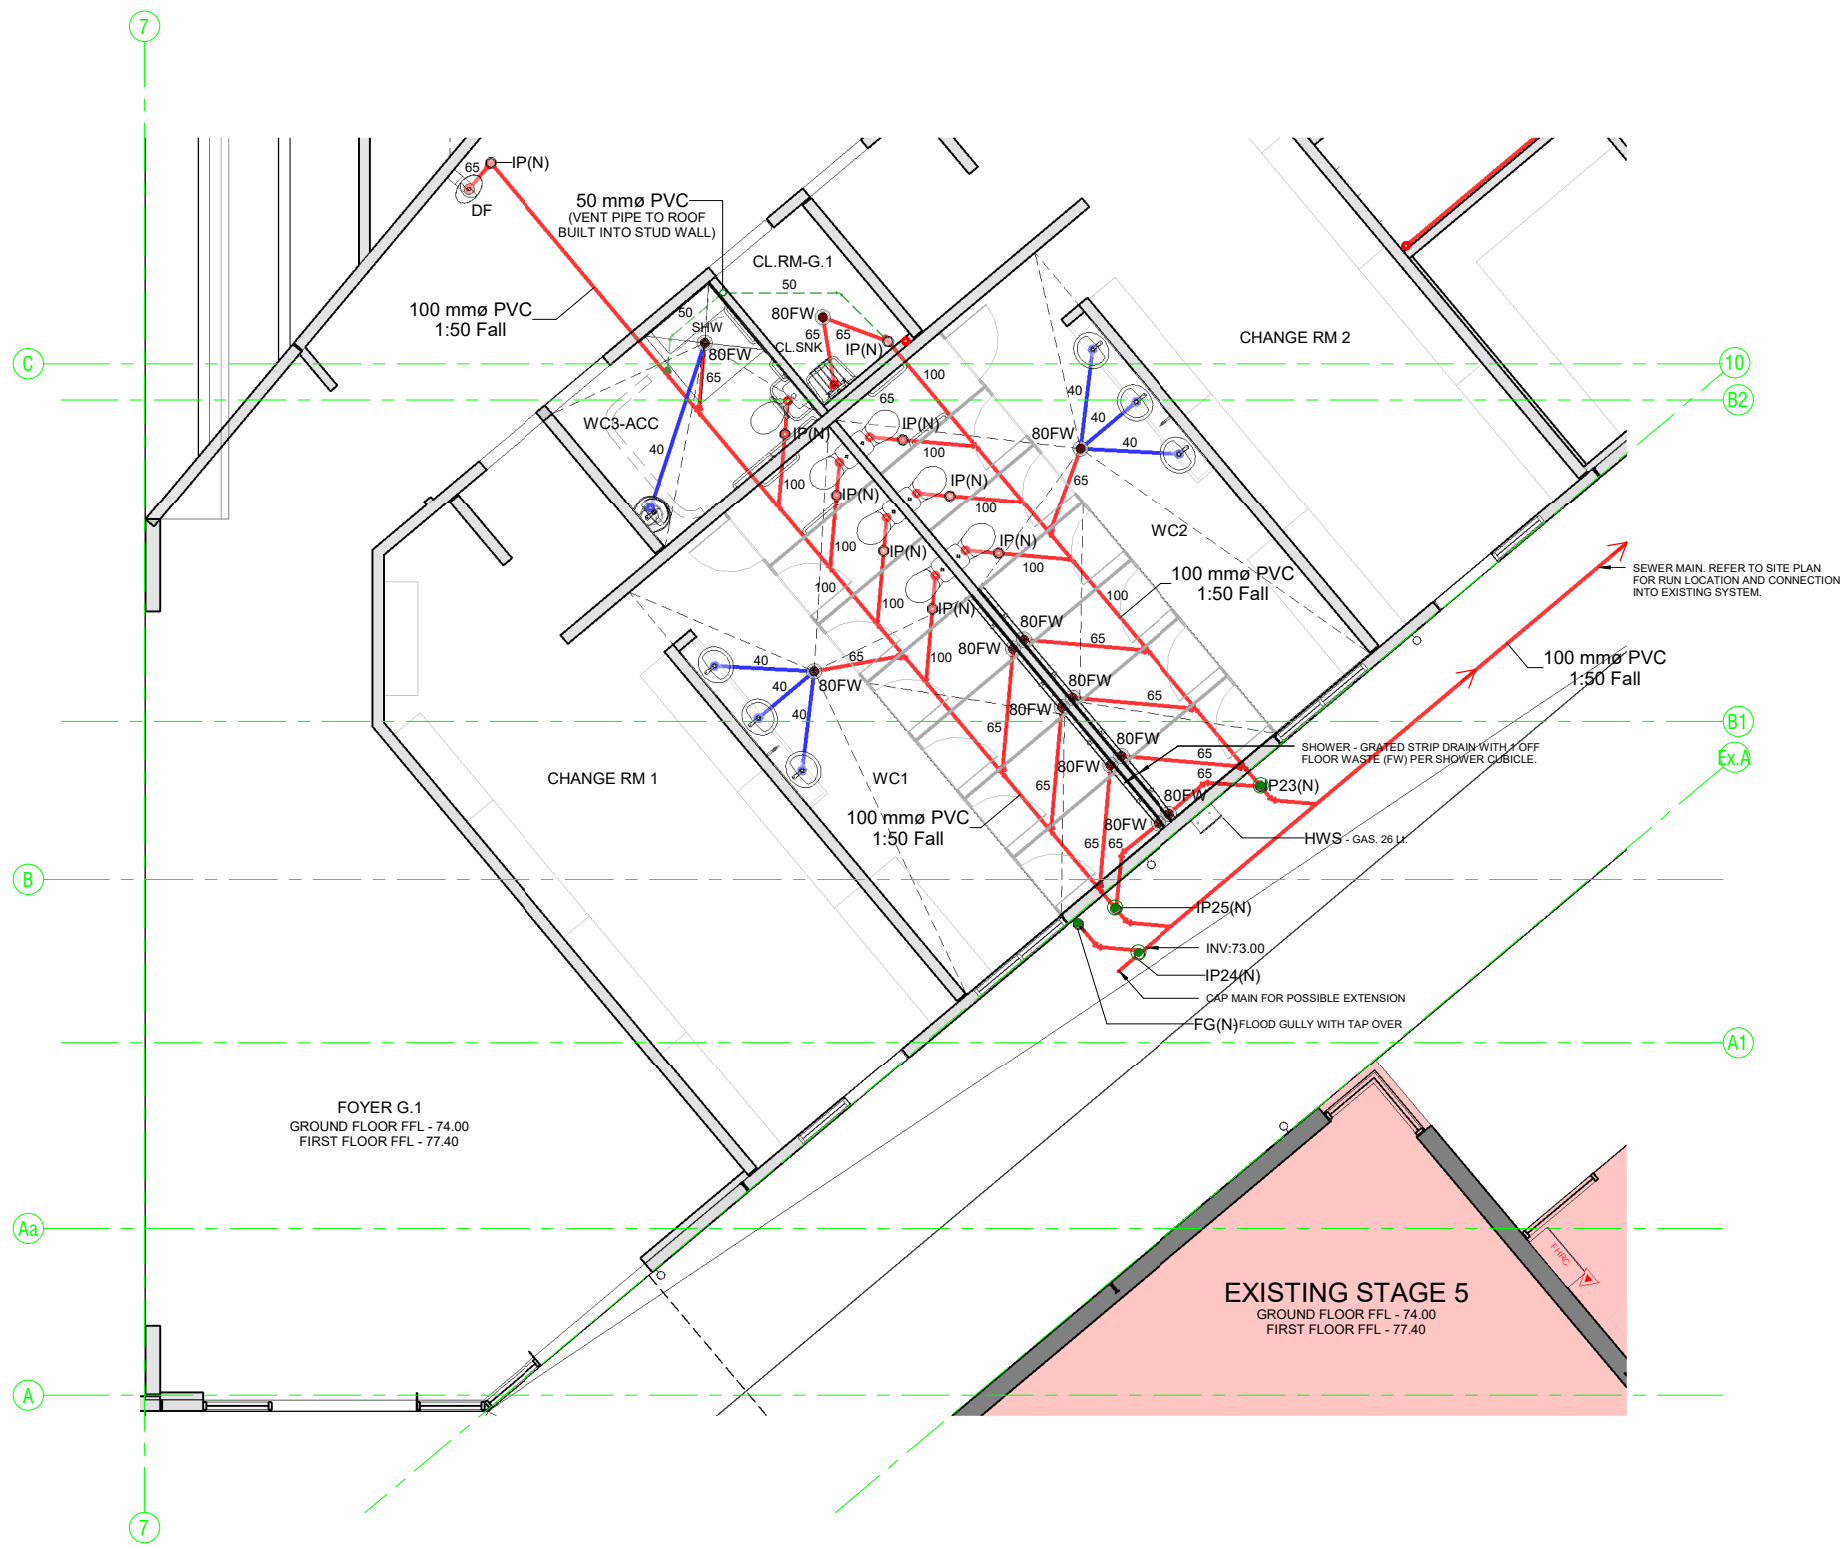 7
65
IP(N)
DF
50 mmø PVC
(VENT PIPE TO ROOF
BUILT INTO STUD WALL)
CL.RM-G.1
50
100 mmø PVC
1:50 Fall
50
SHW
80FW
65
65
IP(N)
CL.SNK
80FW
65
CHANGE RM 2
C
10
B2
100
65
40
40
40
WC3-ACC
IP(N)
IP(N)
80FW
40
100
65
IP(N)
IP(N)
100
100
WC2
IP(N)
IP(N)
100
100
100 mmø PVC
1:50 Fall
100
100
IP(N)
SEWER MAIN. REFER TO SITE PLAN
FOR RUN LOCATION AND CONNECTION
INTO EXISTING SYSTEM.
80FW
65
80FW
65
100
100 mmø PVC
1:50 Fall
40
40
40
80FW
80FW
65
80FW
B1
65
80FW
65
80FW
65
SHOWER - GRATED STRIP DRAIN WITH 1 OFF
FLOOR WASTE (FW) PER SHOWER CUBICLE.
Ex.A
CHANGE RM 1
WC1
65
IP23(N)
80FW
80FW
100 mmø PVC
1:50 Fall
65
65
HWS - GAS. 26 Lt.
B
IP25(N)
INV:73.00
IP24(N)
CAP MAIN FOR POSSIBLE EXTENSION
FG(N) FLOOD GULLY WITH TAP OVER
A1
FOYER G.1
GROUND FLOOR FFL - 74.00
FIRST FLOOR FFL - 77.40
Aa
FHRC
EXISTING STAGE 5
GROUND FLOOR FFL - 74.00
FIRST FLOOR FFL - 77.40
A
7